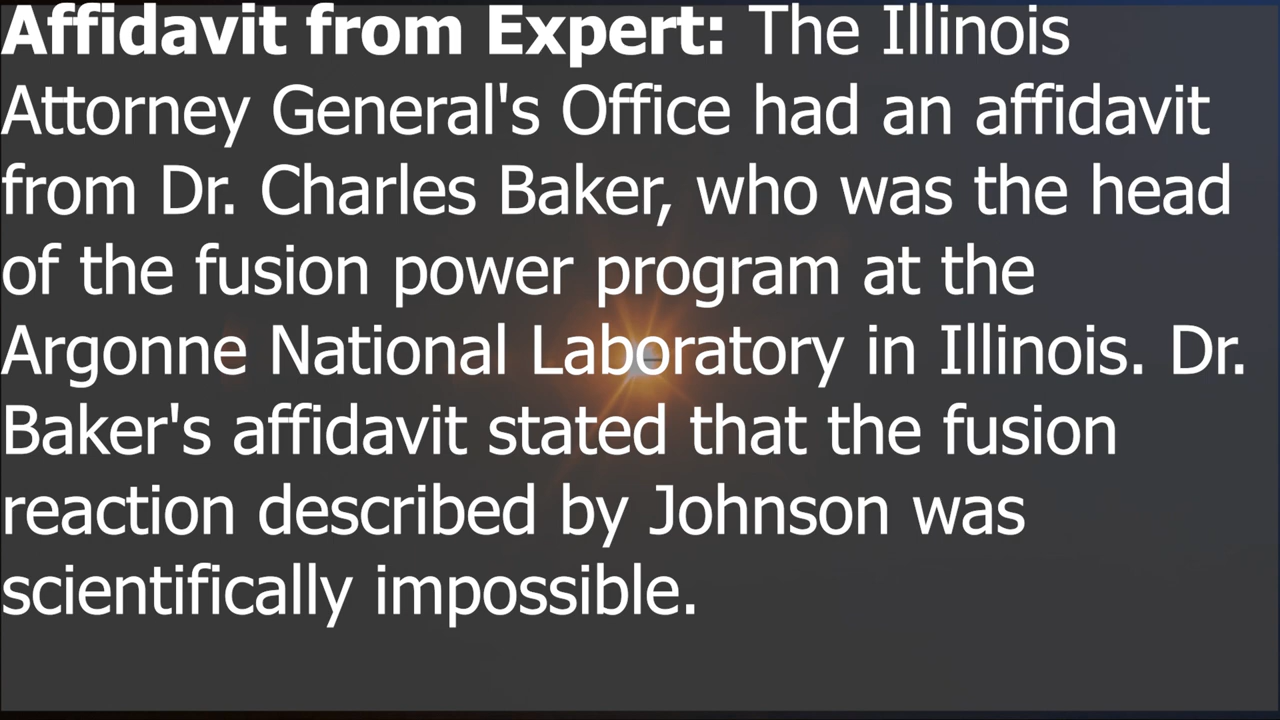 Affidavit from Expert: The Illinois
Attorney General's Office had an affidavit
from Dr. Charles Baker, who was the head
of the fusion power program at the
Argonne National Laboratory in Illinois. Dr.
Baker's affidavit stated that the fusion
reaction described by Johnson was
scientifically impossible.